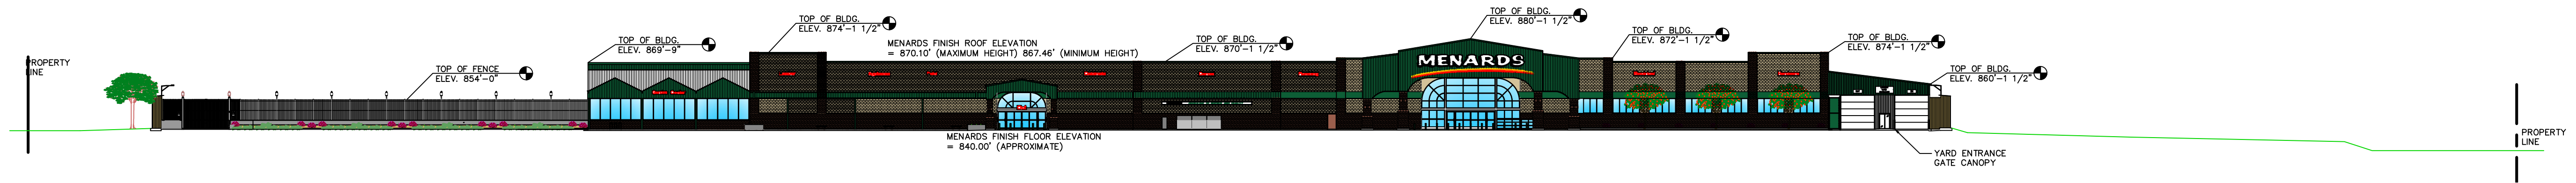 PROPERTY
LINE
TOP OF FENCE
ELEV. 854'-0"
TOP OF BLDG.
ELEV. 869'-9"
TOP OF BLDG.
ELEV. 874'-1 1/2"
MENARDS FINISH ROOF ELEVATION
= 870.10' (MAXIMUM HEIGHT) 867.46' (MINIMUM HEIGHT)
TOP OF BLDG.
ELEV. 870'-1 1/2"
TOP OF BLDG.
ELEV. 880'-1 1/2"
MENARDS
TOP OF BLDG.
ELEV. 872'-1 1/2"
TOP OF BLDG.
ELEV. 874'-1 1/2"
TOP OF BLDG.
ELEV. 860'-1 1/2"
MENARDS FINISH FLOOR ELEVATION
= 840.00' (APPROXIMATE)
YARD ENTRANCE
GATE CANOPY
PROPERTY
LINE